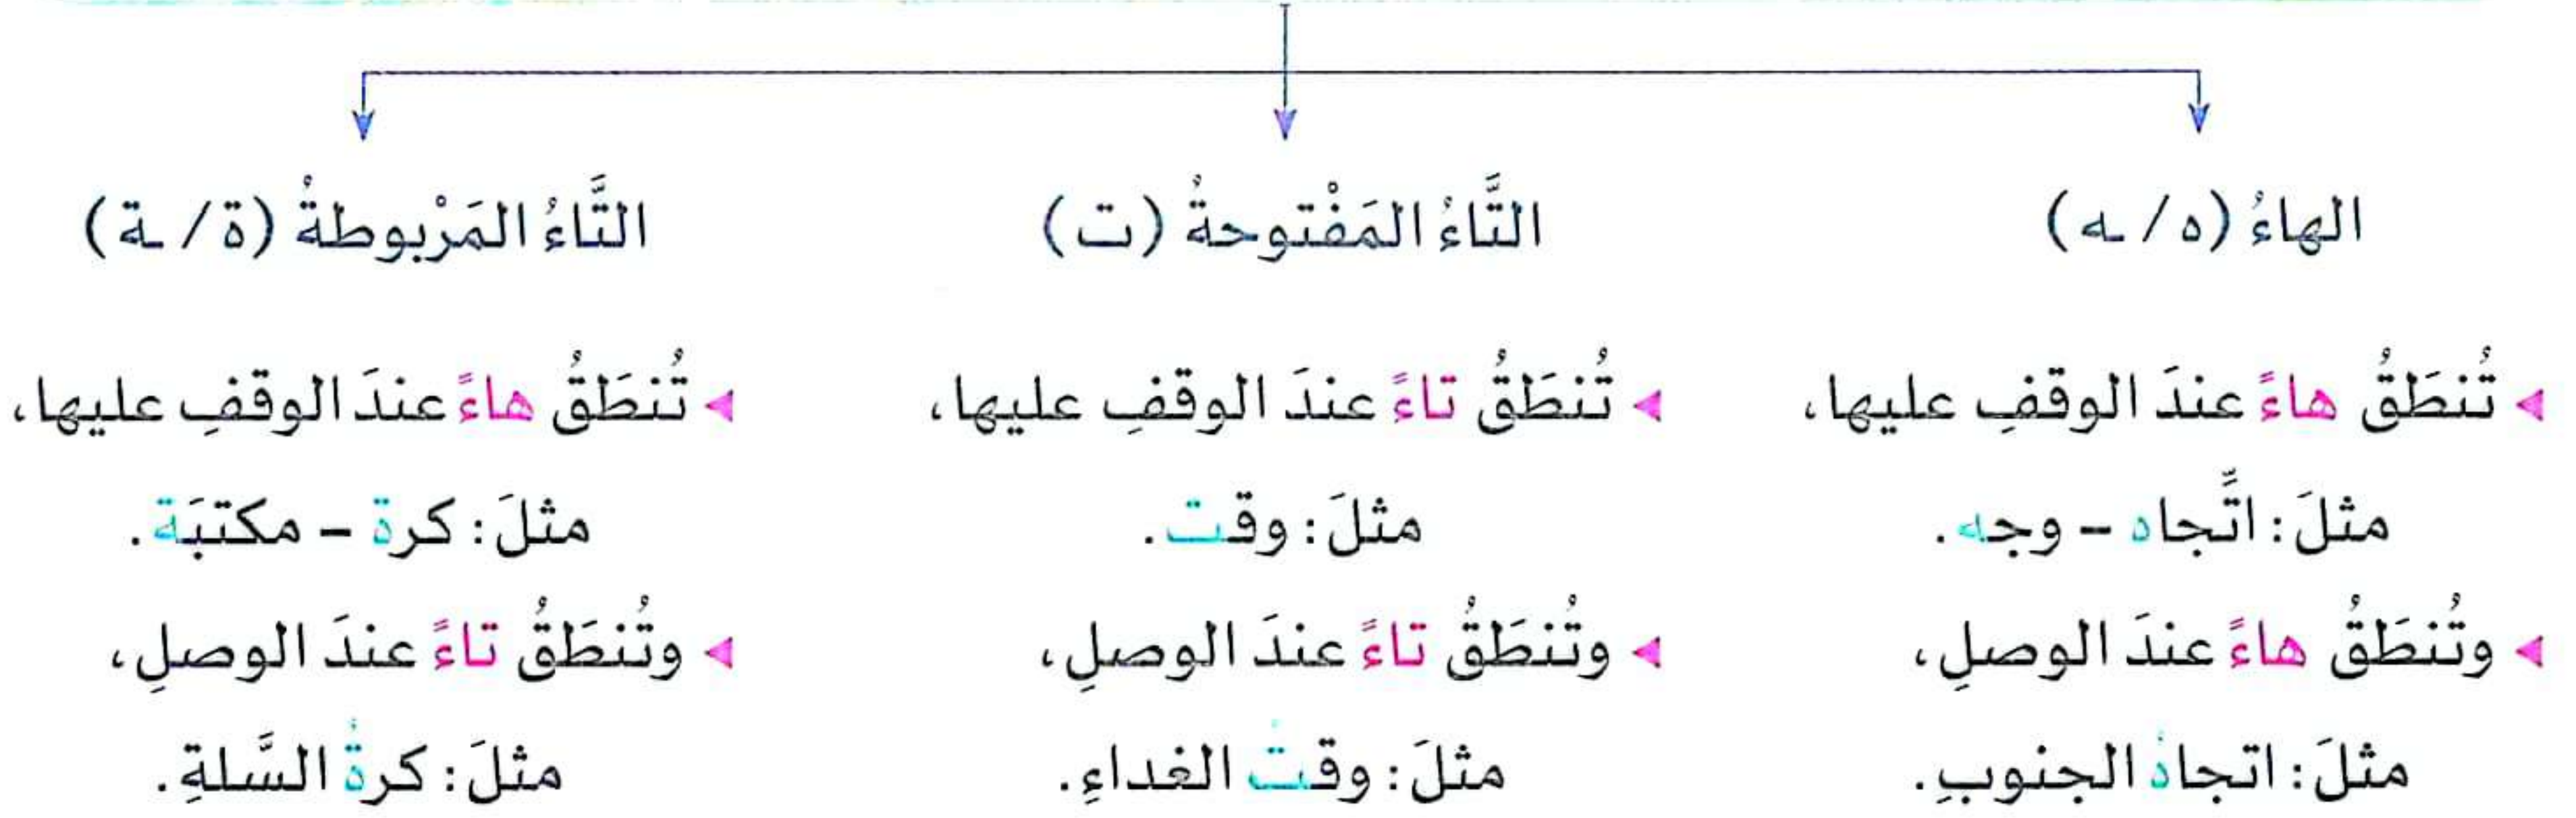 الهاءُ (ه / ـه)
التَّاءُ المَفْتوحةُ (ت)
التَّاءُ المَرْبوطةُ (ة / ـة)
تُنطَقُ هاءً عندَ الوقفِ عليها،
مثلَ: اتِّجاه – وجه.
وتُنطَقُ هاءً عندَ الوصلِ،
مثلَ: اتجاهُ الجنوبِ.
تُنطَقُ تاءً عندَ الوقفِ عليها،
مثلَ: وقت.
وتُنطَقُ تاءً عندَ الوصلِ،
مثلَ: وقتُ الغداءِ.
تُنطَقُ هاءً عندَ الوقفِ عليها،
مثلَ: كرة – مكتبَة.
وتُنطَقُ تاءً عندَ الوصلِ،
مثلَ: كرةُ السَّلةِ.